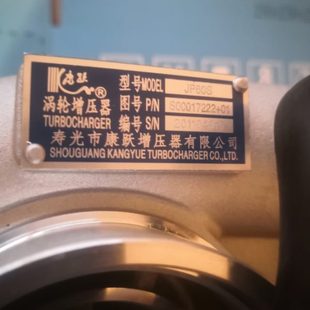 康跃 ®
型号MODEL JP60S
涡轮增压器 图号 P/N S00017222+01
TURBOCHARGER 编号 S/N
寿光市康跃增压器有限公司
SHOUGUANG KANGYUE TURBOCHARGER CO.,LTD.